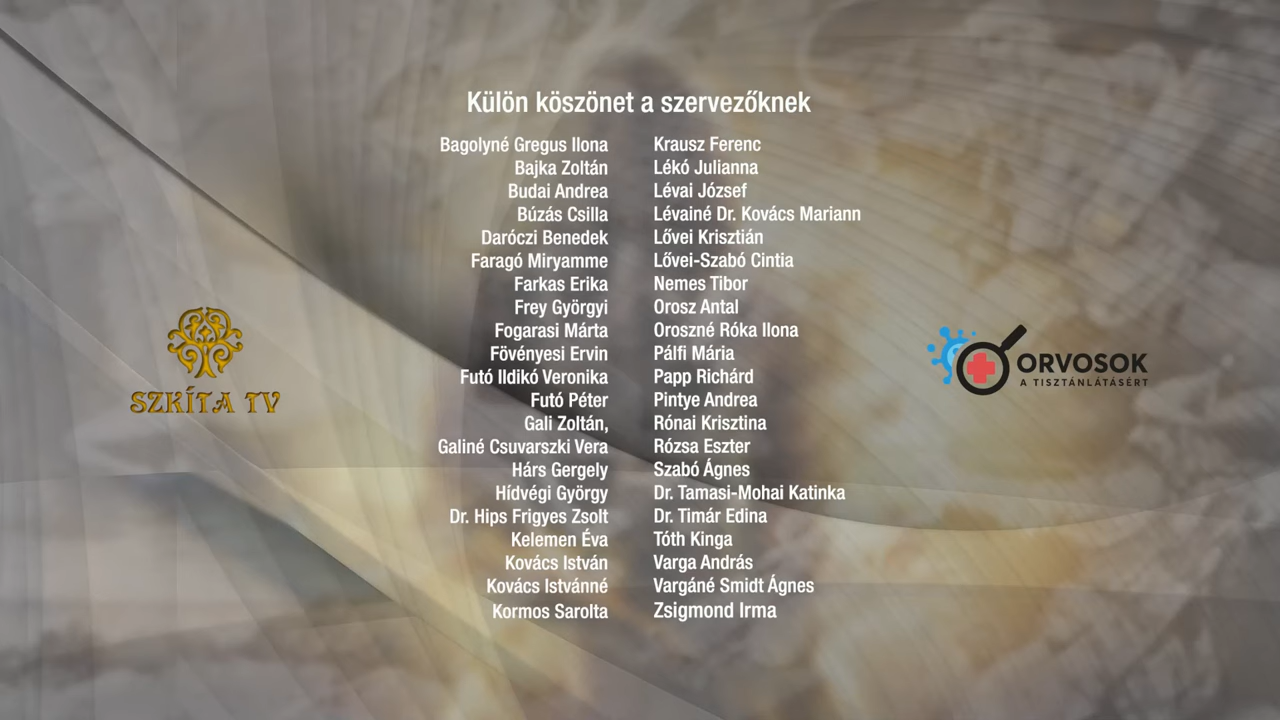 Külön köszönet a szervezőknek
Bagolyné Gregus Ilona
Bajka Zoltán
Budai Andrea
Búzás Csilla
Daróczi Benedek
Faragó Miryamme
Farkas Erika
Frey Györgyi
Fogarasi Márta
Fövényesi Ervin
Futó Ildikó Veronika
Futó Péter
Gali Zoltán,
Galiné Csuvarszki Vera
Hárs Gergely
Hídvégi György
Dr. Hips Frigyes Zsolt
Kelemen Éva
Kovács István
Kovács Istvánné
Kormos Sarolta
Krausz Ferenc
Lékó Julianna
Lévai József
Lévainé Dr. Kovács Mariann
Lővei Krisztián
Lővei-Szabó Cintia
Nemes Tibor
Orosz Antal
Oroszné Róka Ilona
Pálfi Mária
Papp Richárd
Pintye Andrea
Rónai Krisztina
Rózsa Eszter
Szabó Ágnes
Dr. Tamasi-Mohai Katinka
Dr. Timár Edina
Tóth Kinga
Varga András
Vargáné Smidt Ágnes
Zsigmond Irma
SZKÍTA TV
ORVOSOK
A TISZTÁNLÁTÁSÉRT